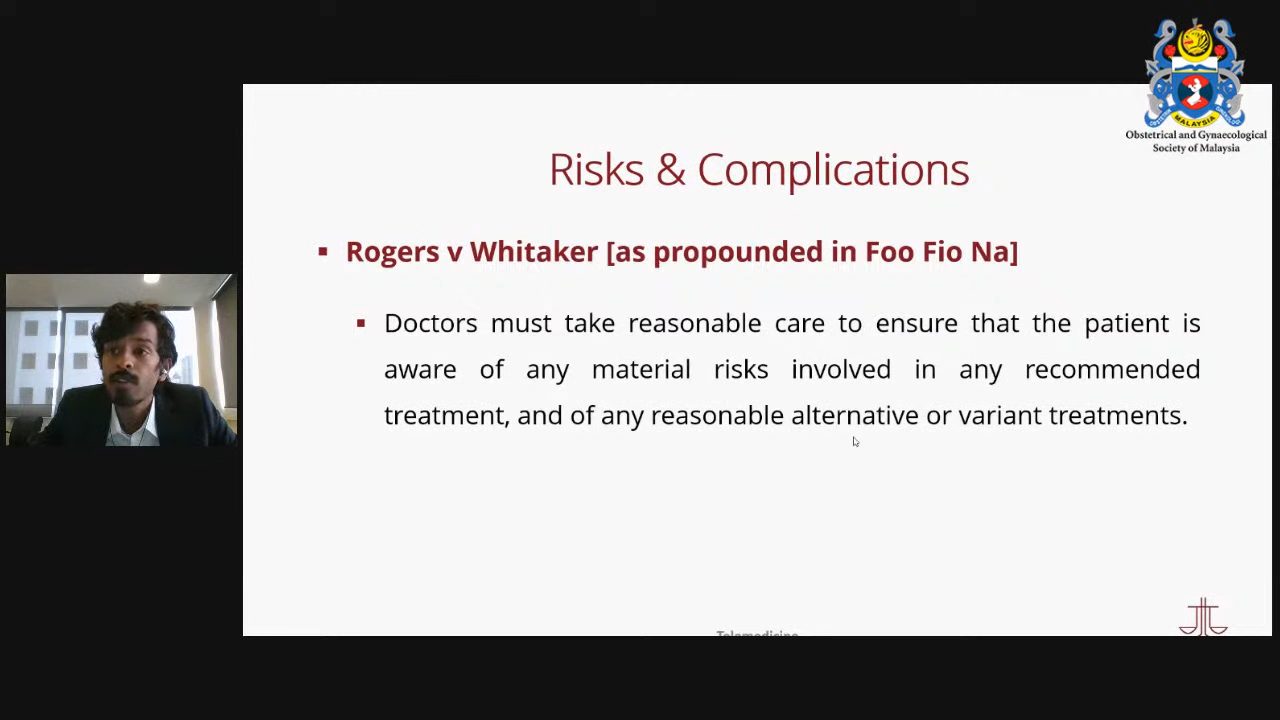 MALAYSIA
Obstetrical and Gynaecological
Society of Malaysia
Risks & Complications
▪ Rogers v Whitaker [as propounded in Foo Fio Na]
▪ Doctors must take reasonable care to ensure that the patient is
aware of any material risks involved in any recommended
treatment, and of any reasonable alternative or variant treatments.
Telemedicine